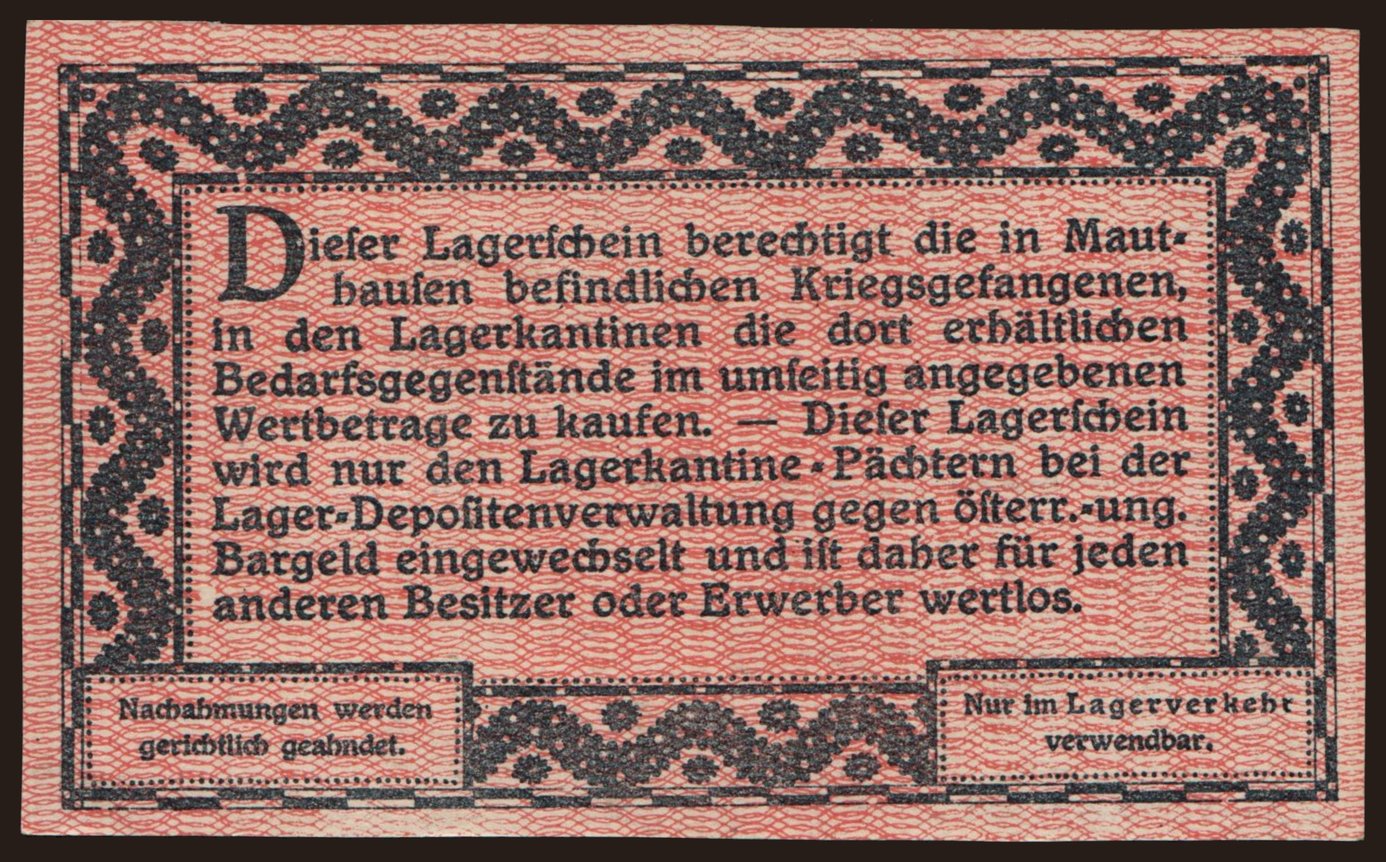 Dieſer Lagerſchein berechtigt die in Maut-
hauſen befindlichen Kriegsgefangenen,
in den Lagerkantinen die dort erhältlichen
Bedarfsgegenſtände im umſeitig angegebenen
Wertbetrage zu kaufen. — Dieſer Lagerſchein
wird nur den Lagerkantine-Pächtern bei der
Lager-Depoſitenverwaltung gegen öſterr.-ung.
Bargeld eingewechselt und iſt daher für jeden
anderen Besitzer oder Erwerber wertlos.
Nachahmungen werden
gerichtlich geahndet.
Nur im Lagerverkehr
verwendbar.